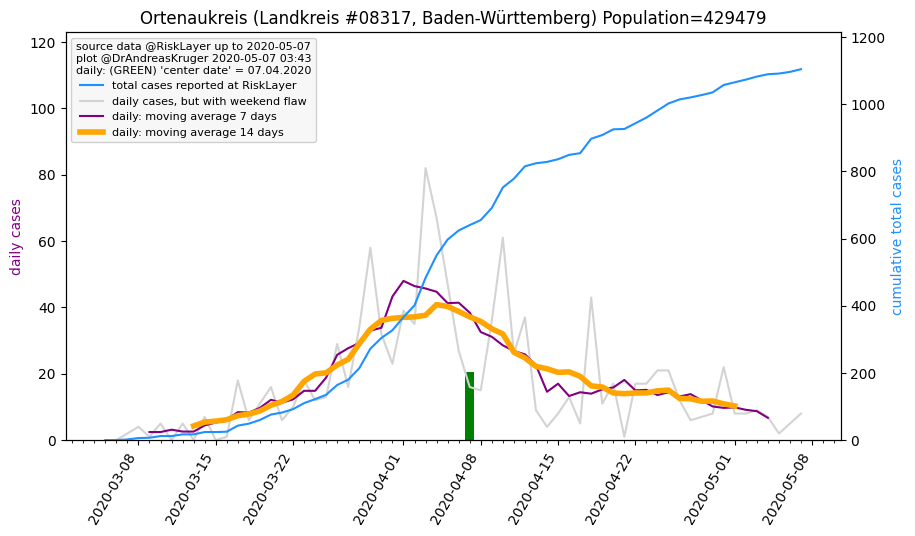 Ortenaukreis (Landkreis #08317, Baden-Württemberg) Population=429479
source data @RiskLayer up to 2020-05-07
plot @DrAndreasKruger 2020-05-07 03:43
daily: (GREEN) 'center date' = 07.04.2020
total cases reported at RiskLayer
daily cases, but with weekend flaw
daily: moving average 7 days
daily: moving average 14 days
daily cases
120
100
80
60
40
20
0
1200
1000
800
600
400
200
0
cumulative total cases
2020-03-08
2020-03-15
2020-03-22
2020-04-01
2020-04-08
2020-04-15
2020-04-22
2020-05-01
2020-05-08